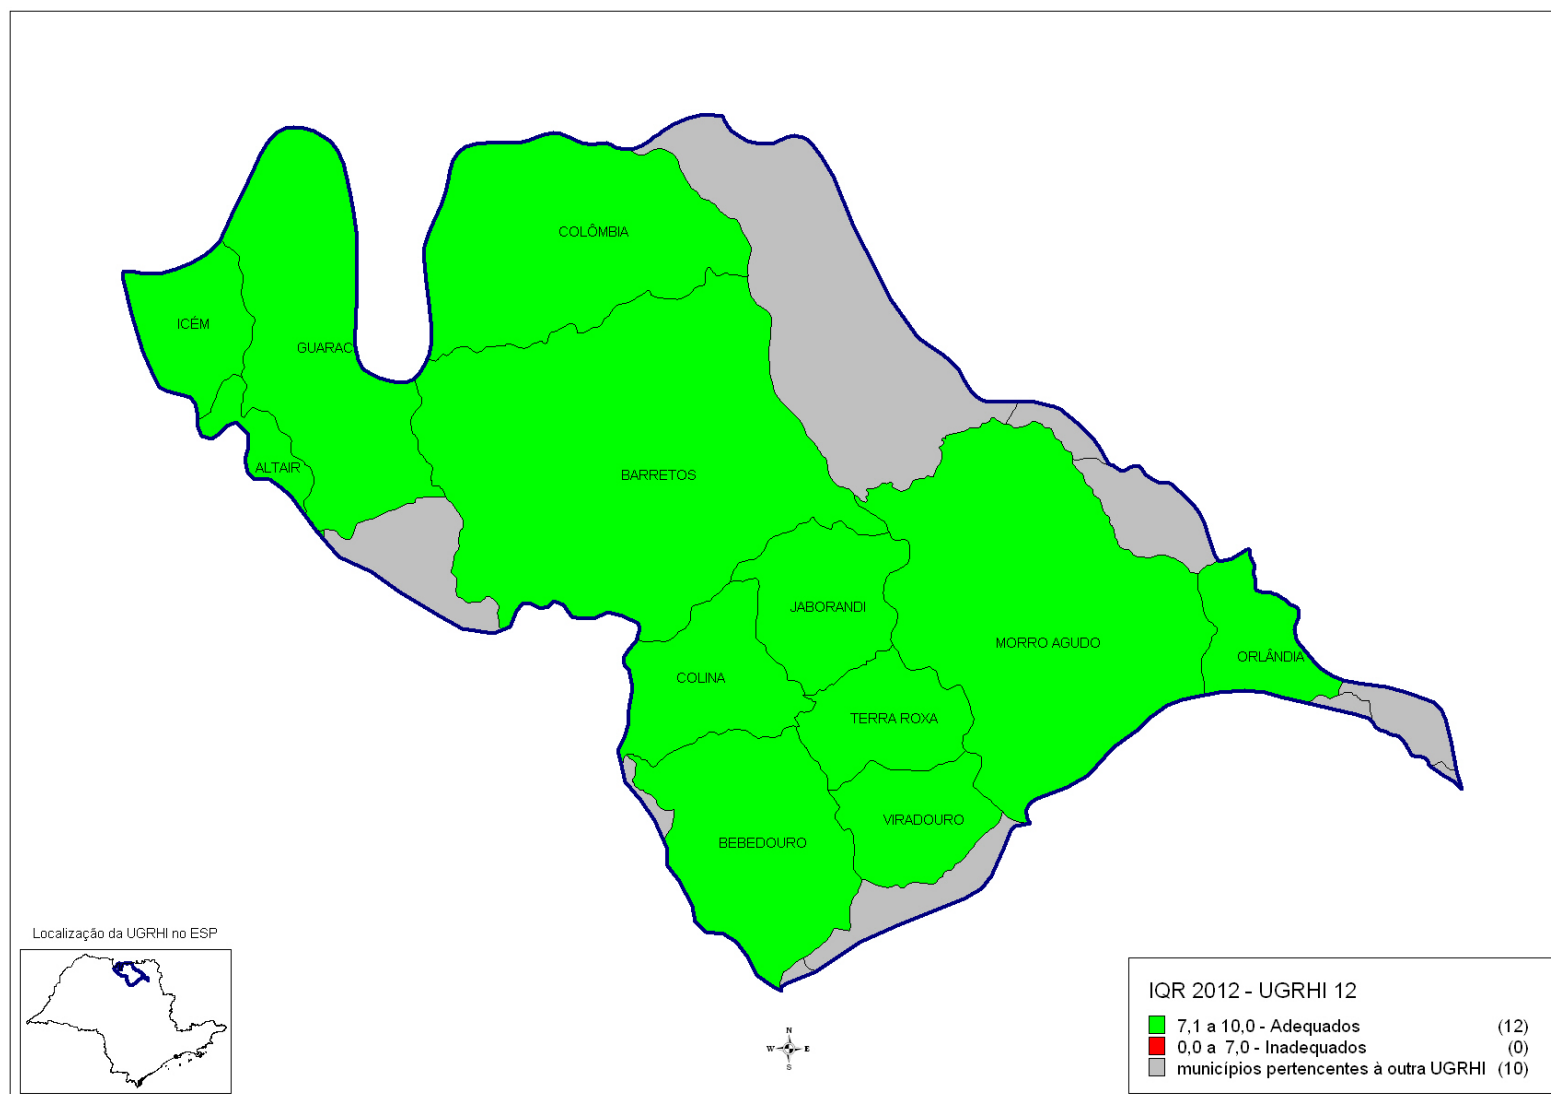 COLÔMBIA
ICÉM
GUARAC
BARRETOS
ALTAIR
JABORANDI
MORRO AGUDO
ORLÂNDIA
COLINA
TERRA ROXA
VIRADOURO
BEBEDOURO
Localização da UGRHI no ESP
N
W E
S
IQR 2012 - UGRHI 12
7,1 a 10,0 - Adequados (12)
0,0 a 7,0 - Inadequados (0)
municípios pertencentes à outra UGRHI (10)